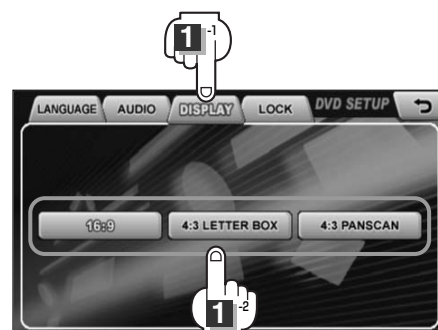 1-1
LANGUAGE AUDIO DISPLAY LOCK DVD SETUP
16:9 4:3 LETTER BOX 4:3 PANSCAN
1-2